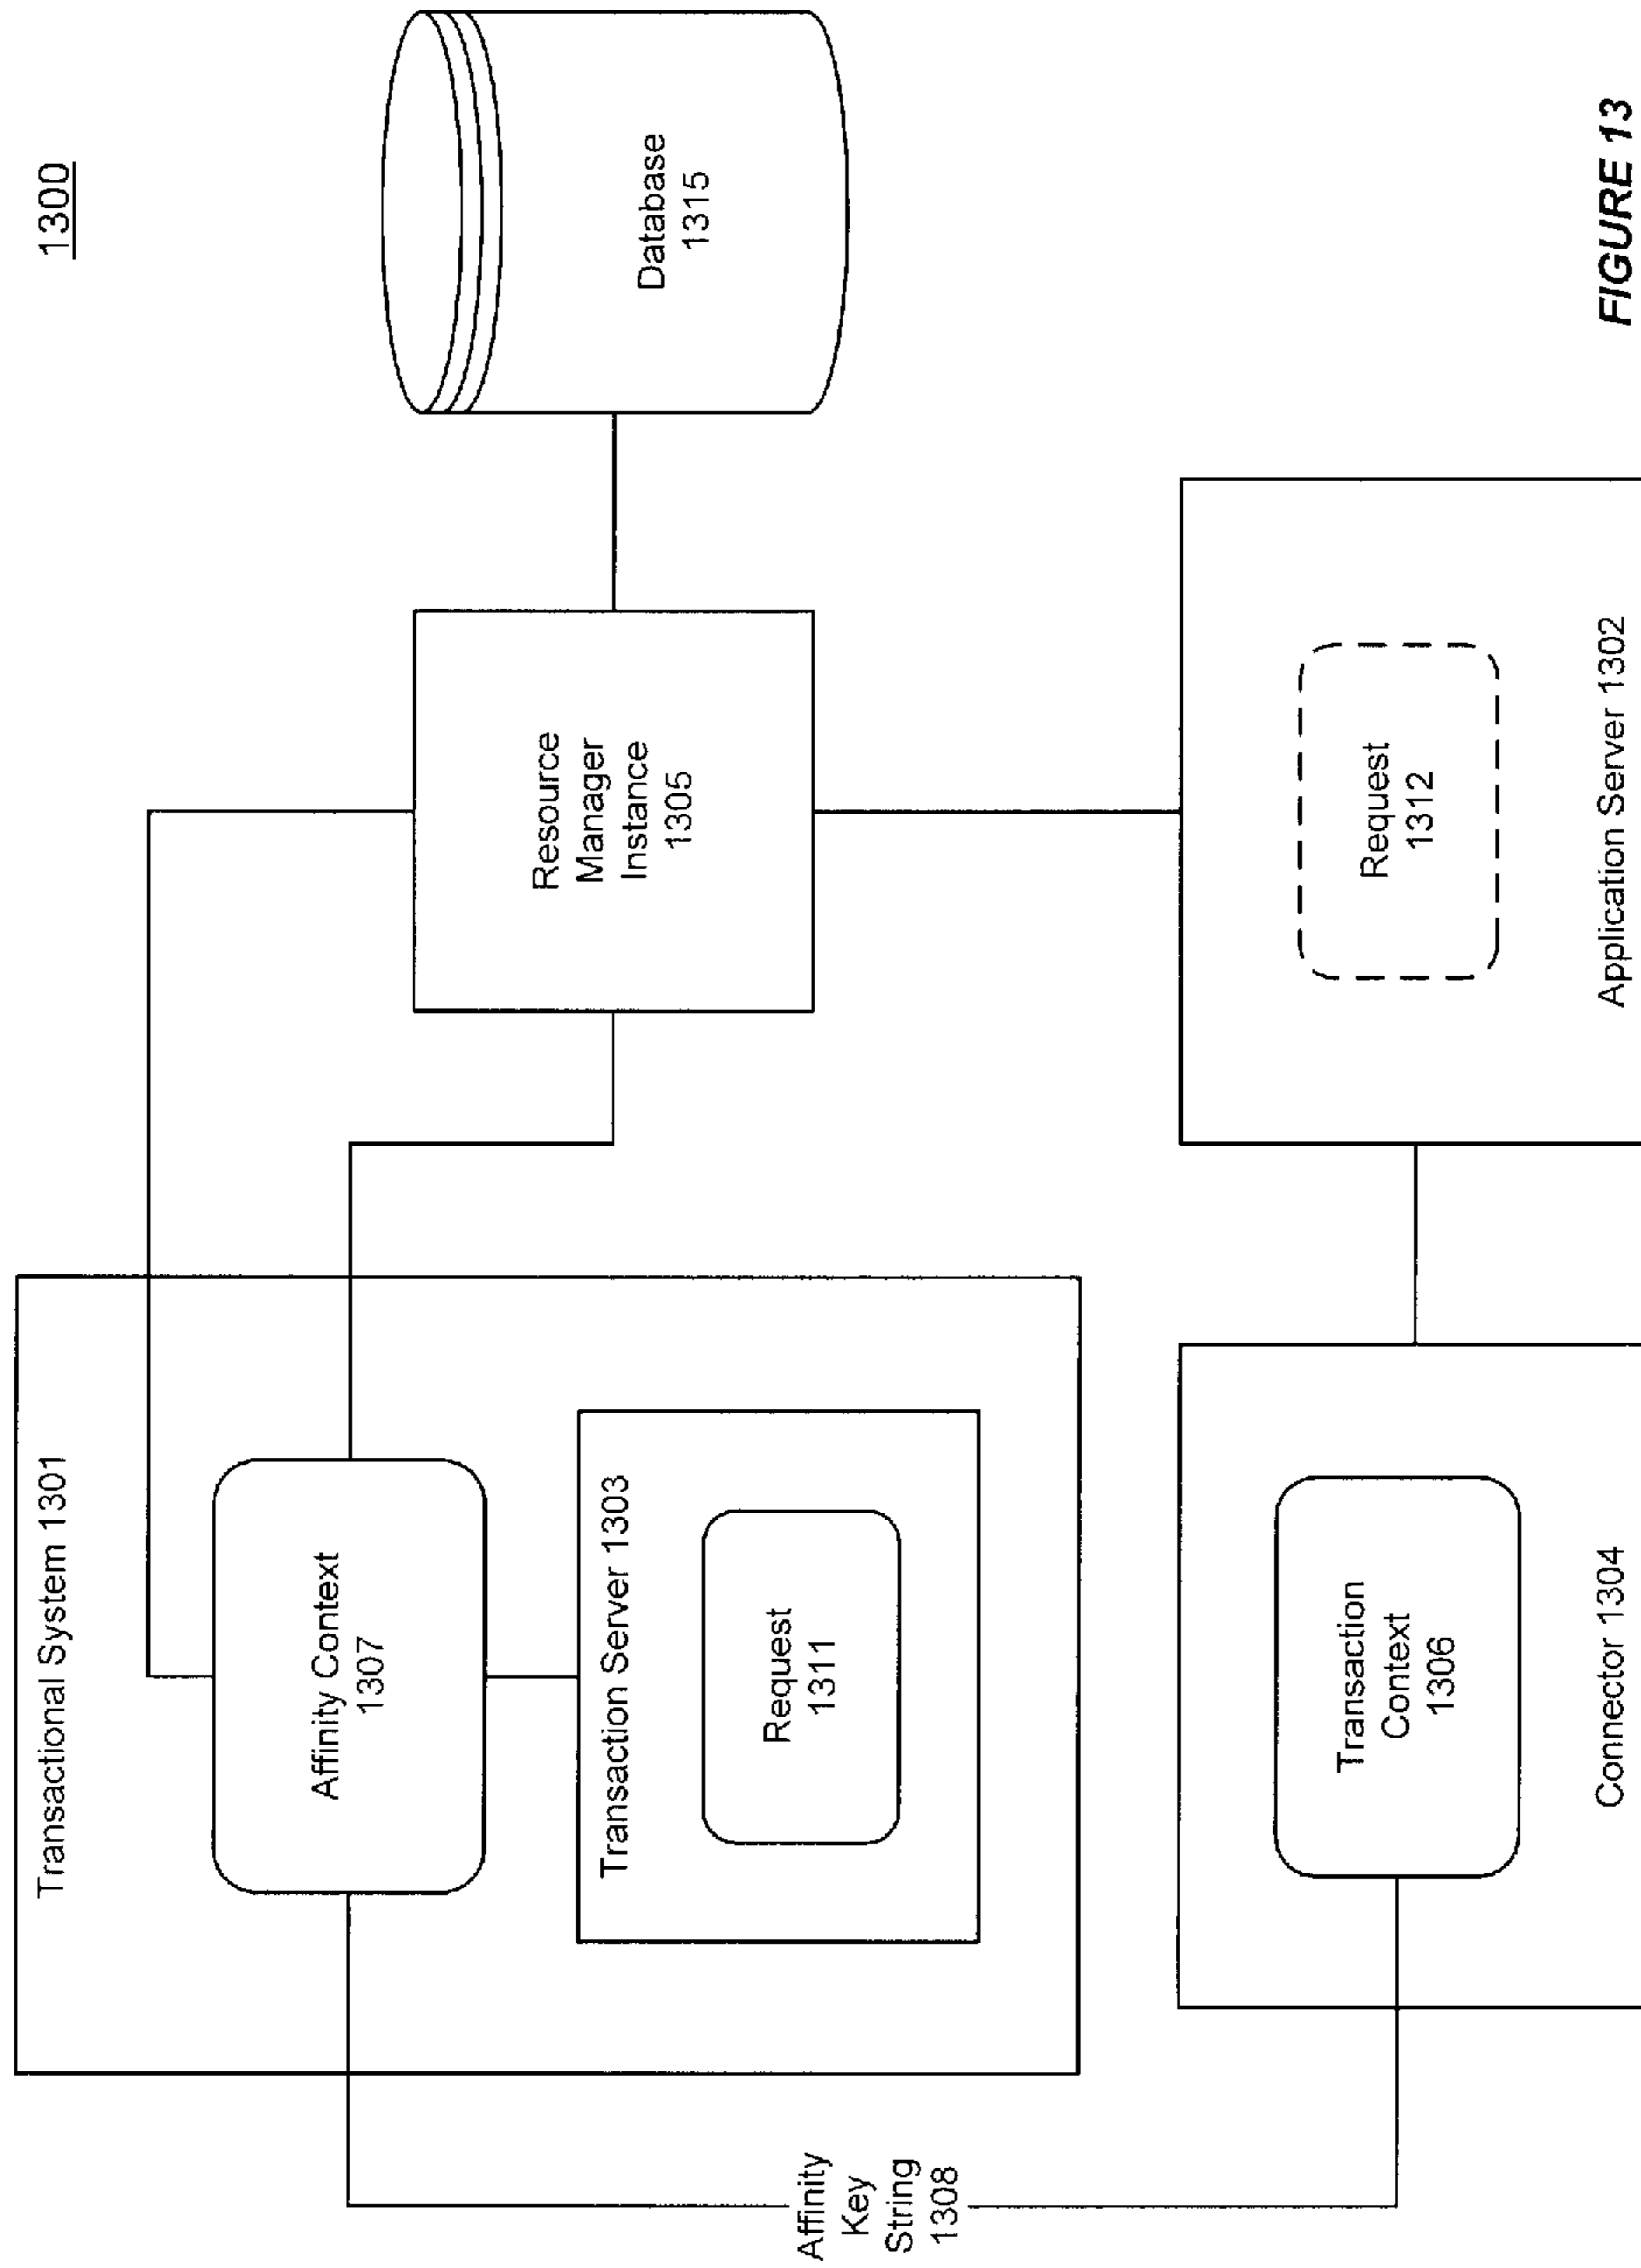 1300
Transactional System 1301
Affinity Context
1307
Transaction Server 1303
Request
1311
Resource
Manager
Instance
1305
Database
1315
Affinity
Key
String
1308
Transaction
Context
1306
Connector 1304
Request
1312
Application Server 1302
FIGURE 13